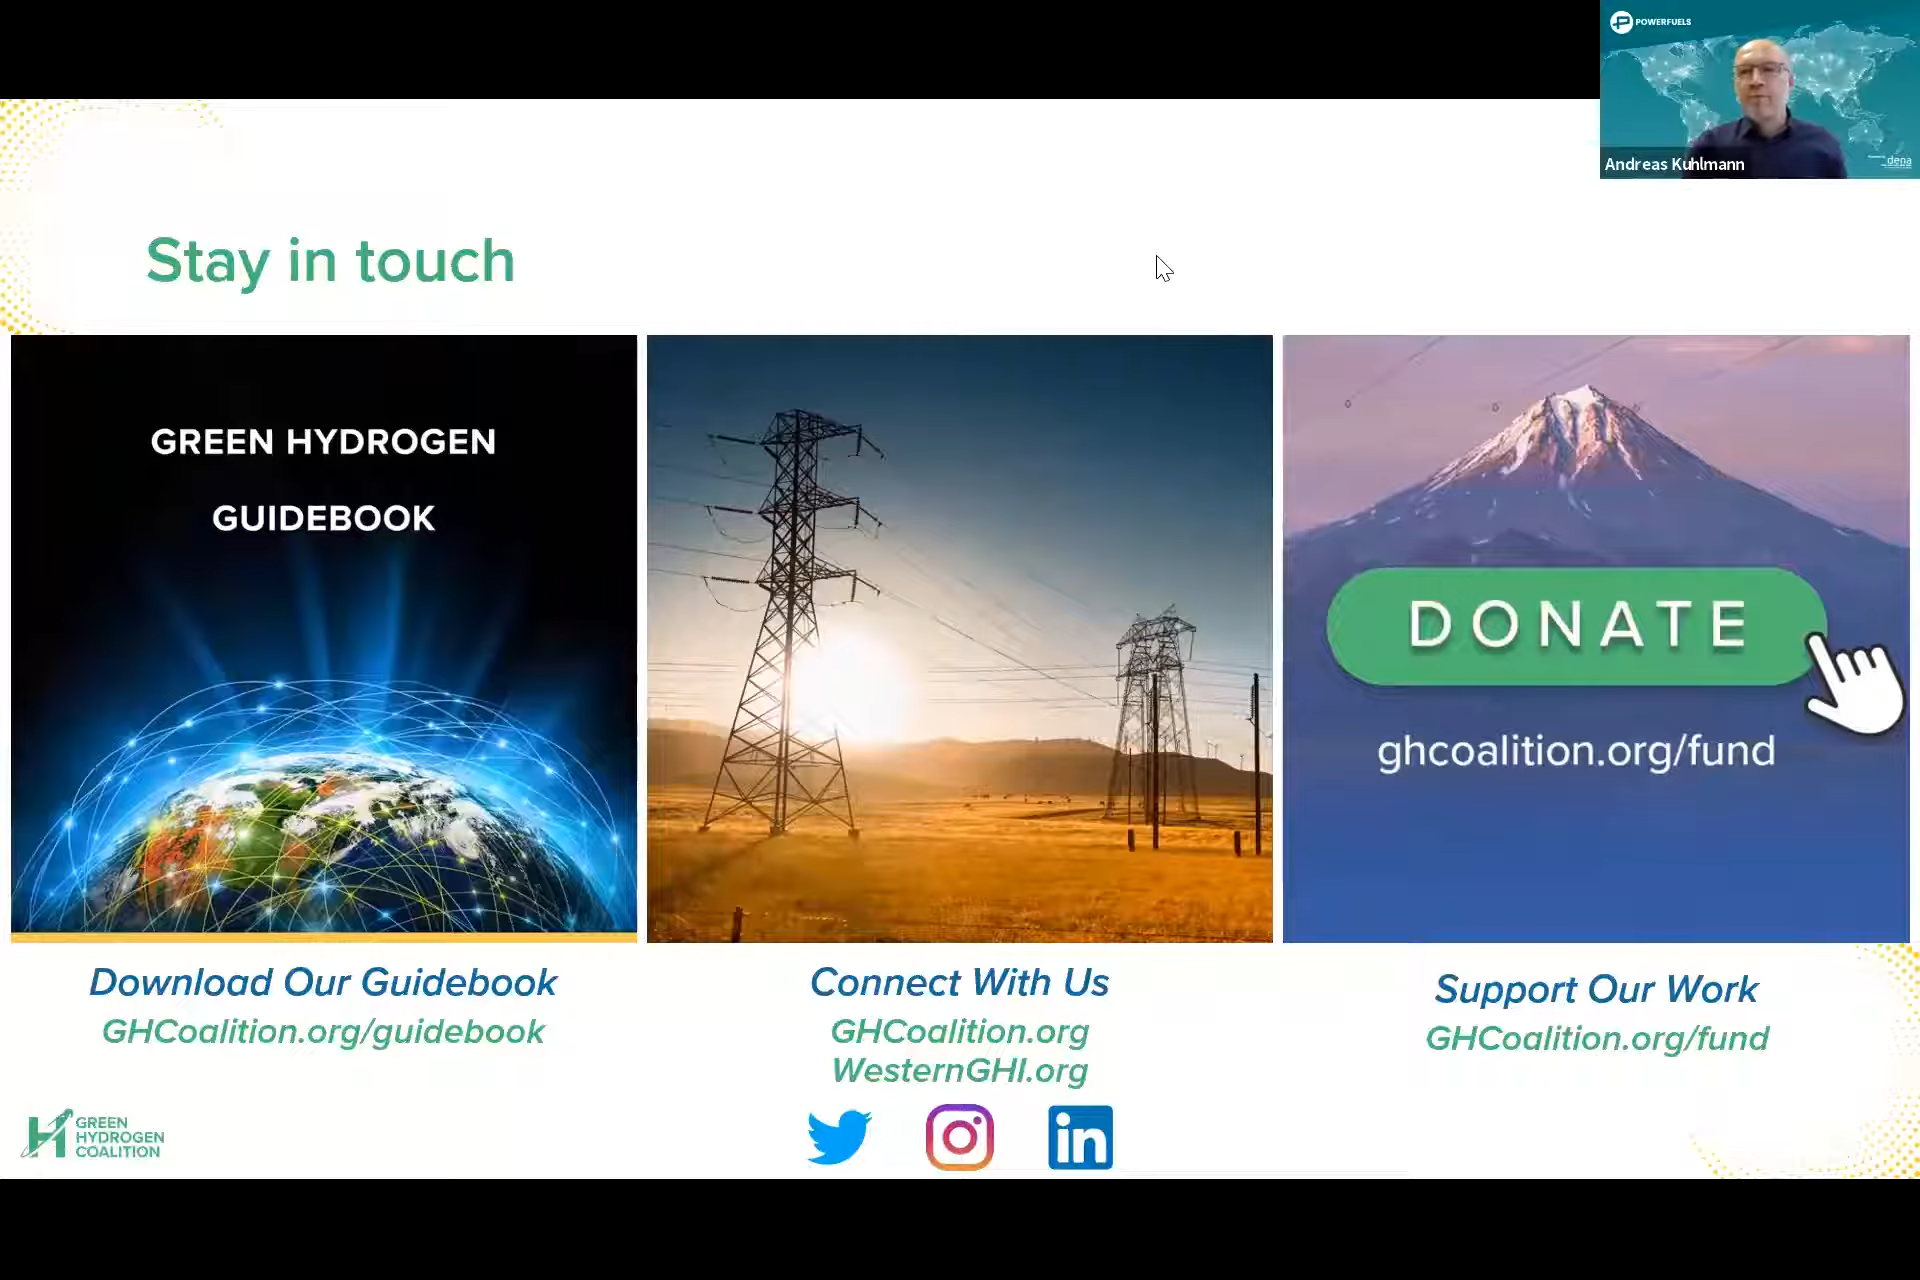 POWERFUELS
Andreas Kuhlmann
dena
Stay in touch
GREEN HYDROGEN
GUIDEBOOK
DONATE
ghcoalition.org/fund
Download Our Guidebook
GHCoalition.org/guidebook
Connect With Us
GHCoalition.org
WesternGHI.org
Support Our Work
GHCoalition.org/fund
GREEN
HYDROGEN
COALITION
in